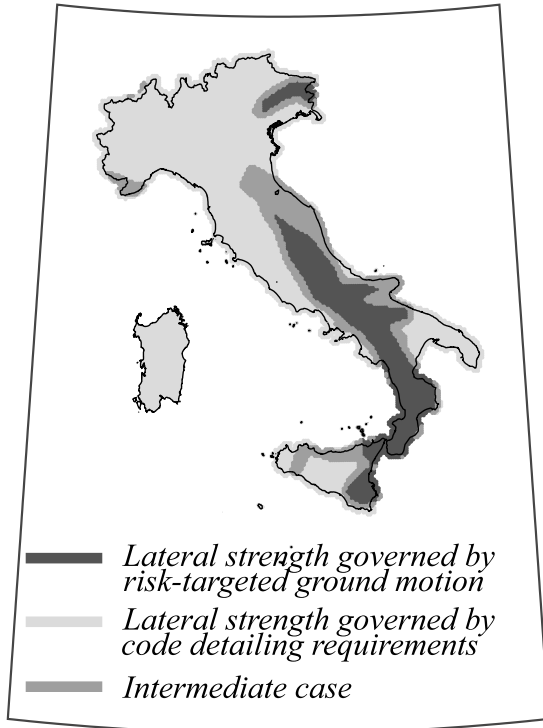 Lateral strength governed by
risk-targeted ground motion
Lateral strength governed by
code detailing requirements
Intermediate case